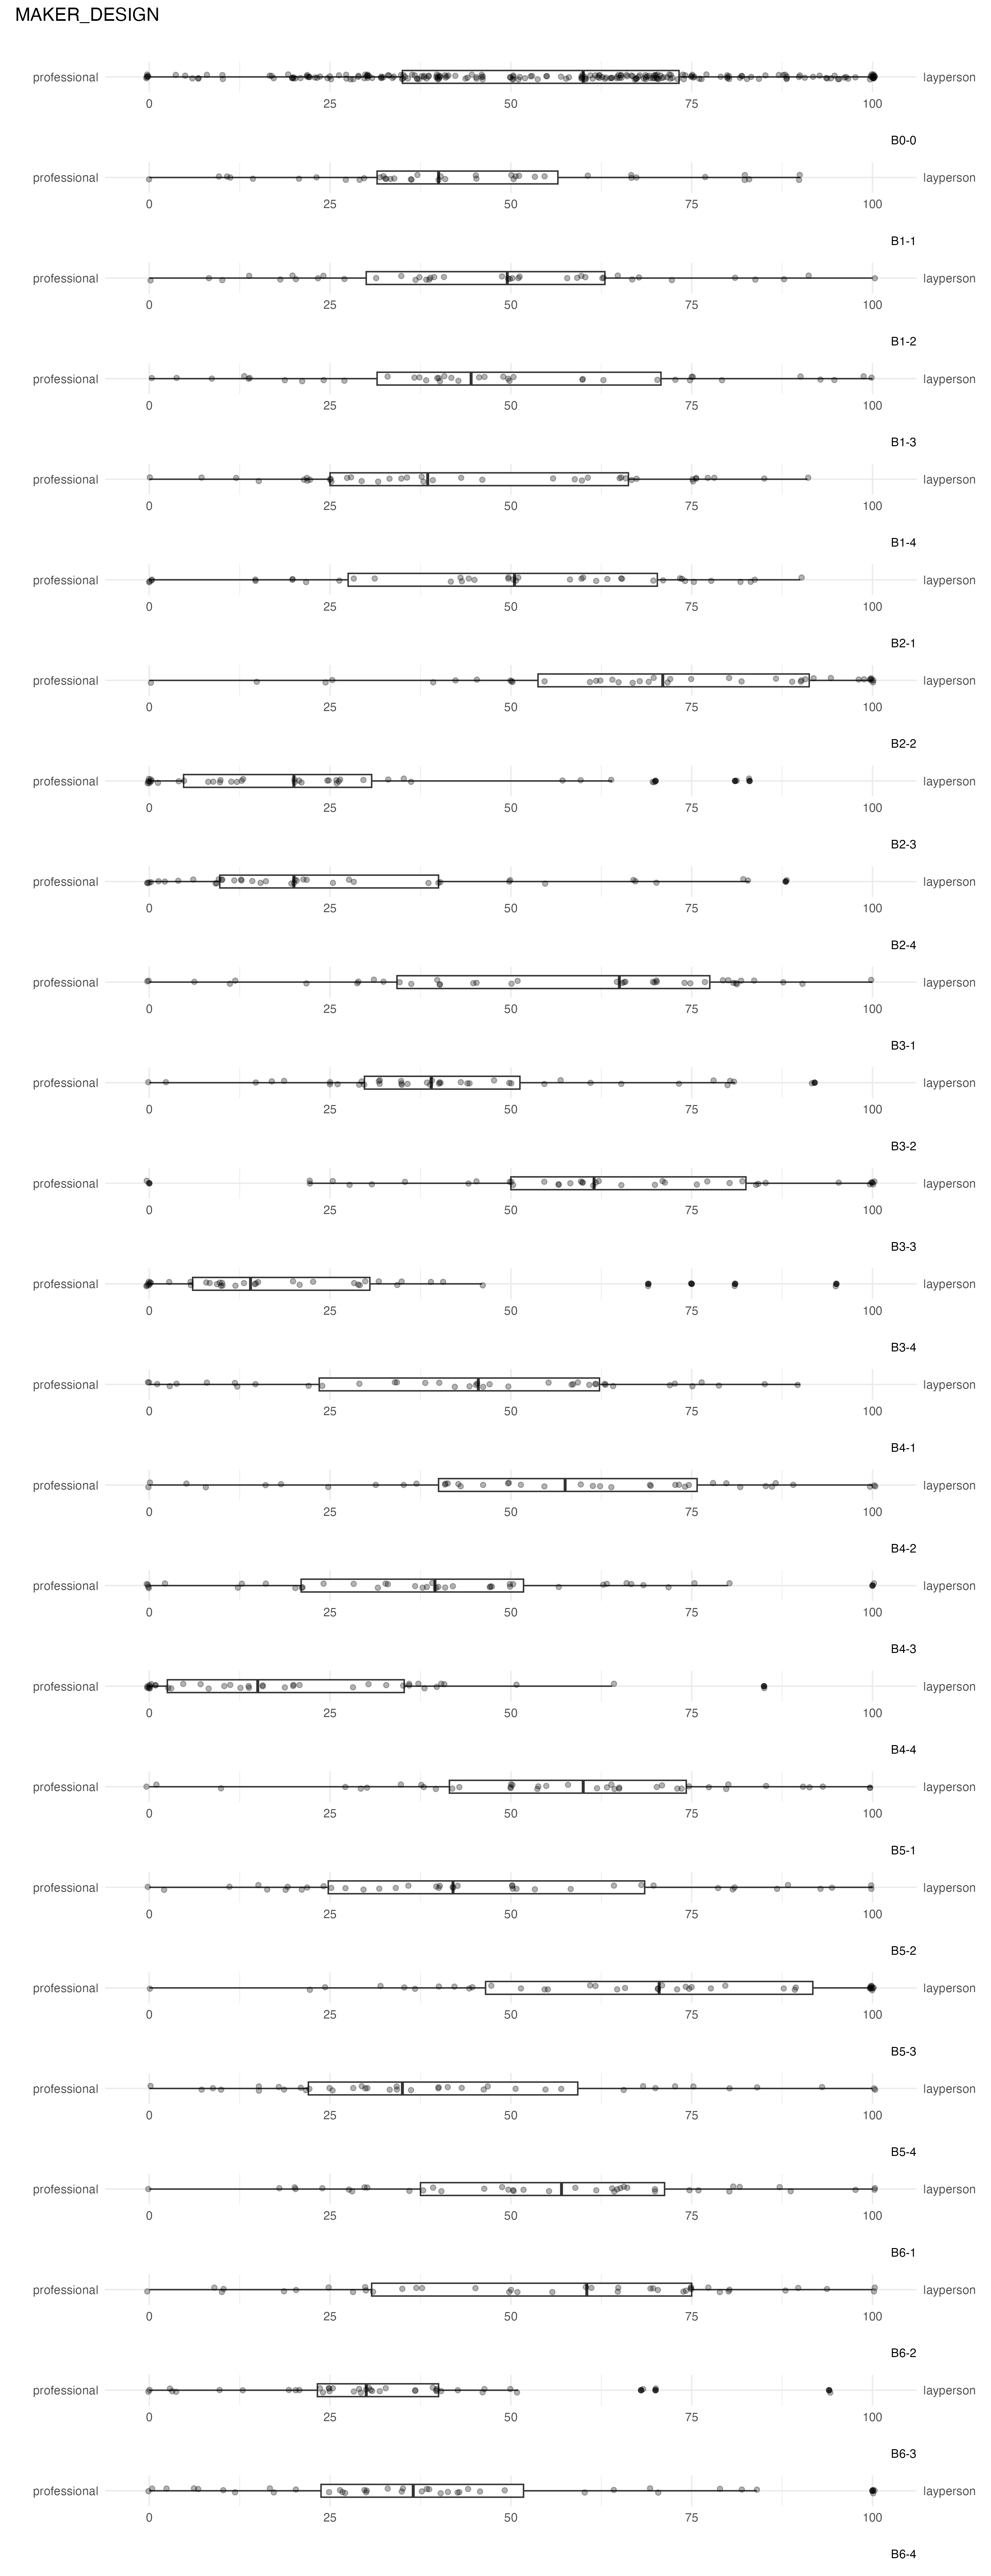 MAKER_DESIGN
professional layperson
0 25 50 75 100
B0-0
professional layperson
0 25 50 75 100
B1-1
professional layperson
0 25 50 75 100
B1-2
professional layperson
0 25 50 75 100
B1-3
professional layperson
0 25 50 75 100
B1-4
professional layperson
0 25 50 75 100
B2-1
professional layperson
0 25 50 75 100
B2-2
professional layperson
0 25 50 75 100
B2-3
professional layperson
0 25 50 75 100
B2-4
professional layperson
0 25 50 75 100
B3-1
professional layperson
0 25 50 75 100
B3-2
professional layperson
0 25 50 75 100
B3-3
professional layperson
0 25 50 75 100
B3-4
professional layperson
0 25 50 75 100
B4-1
professional layperson
0 25 50 75 100
B4-2
professional layperson
0 25 50 75 100
B4-3
professional layperson
0 25 50 75 100
B4-4
professional layperson
0 25 50 75 100
B5-1
professional layperson
0 25 50 75 100
B5-2
professional layperson
0 25 50 75 100
B5-3
professional layperson
0 25 50 75 100
B5-4
professional layperson
0 25 50 75 100
B6-1
professional layperson
0 25 50 75 100
B6-2
professional layperson
0 25 50 75 100
B6-3
professional layperson
0 25 50 75 100
B6-4